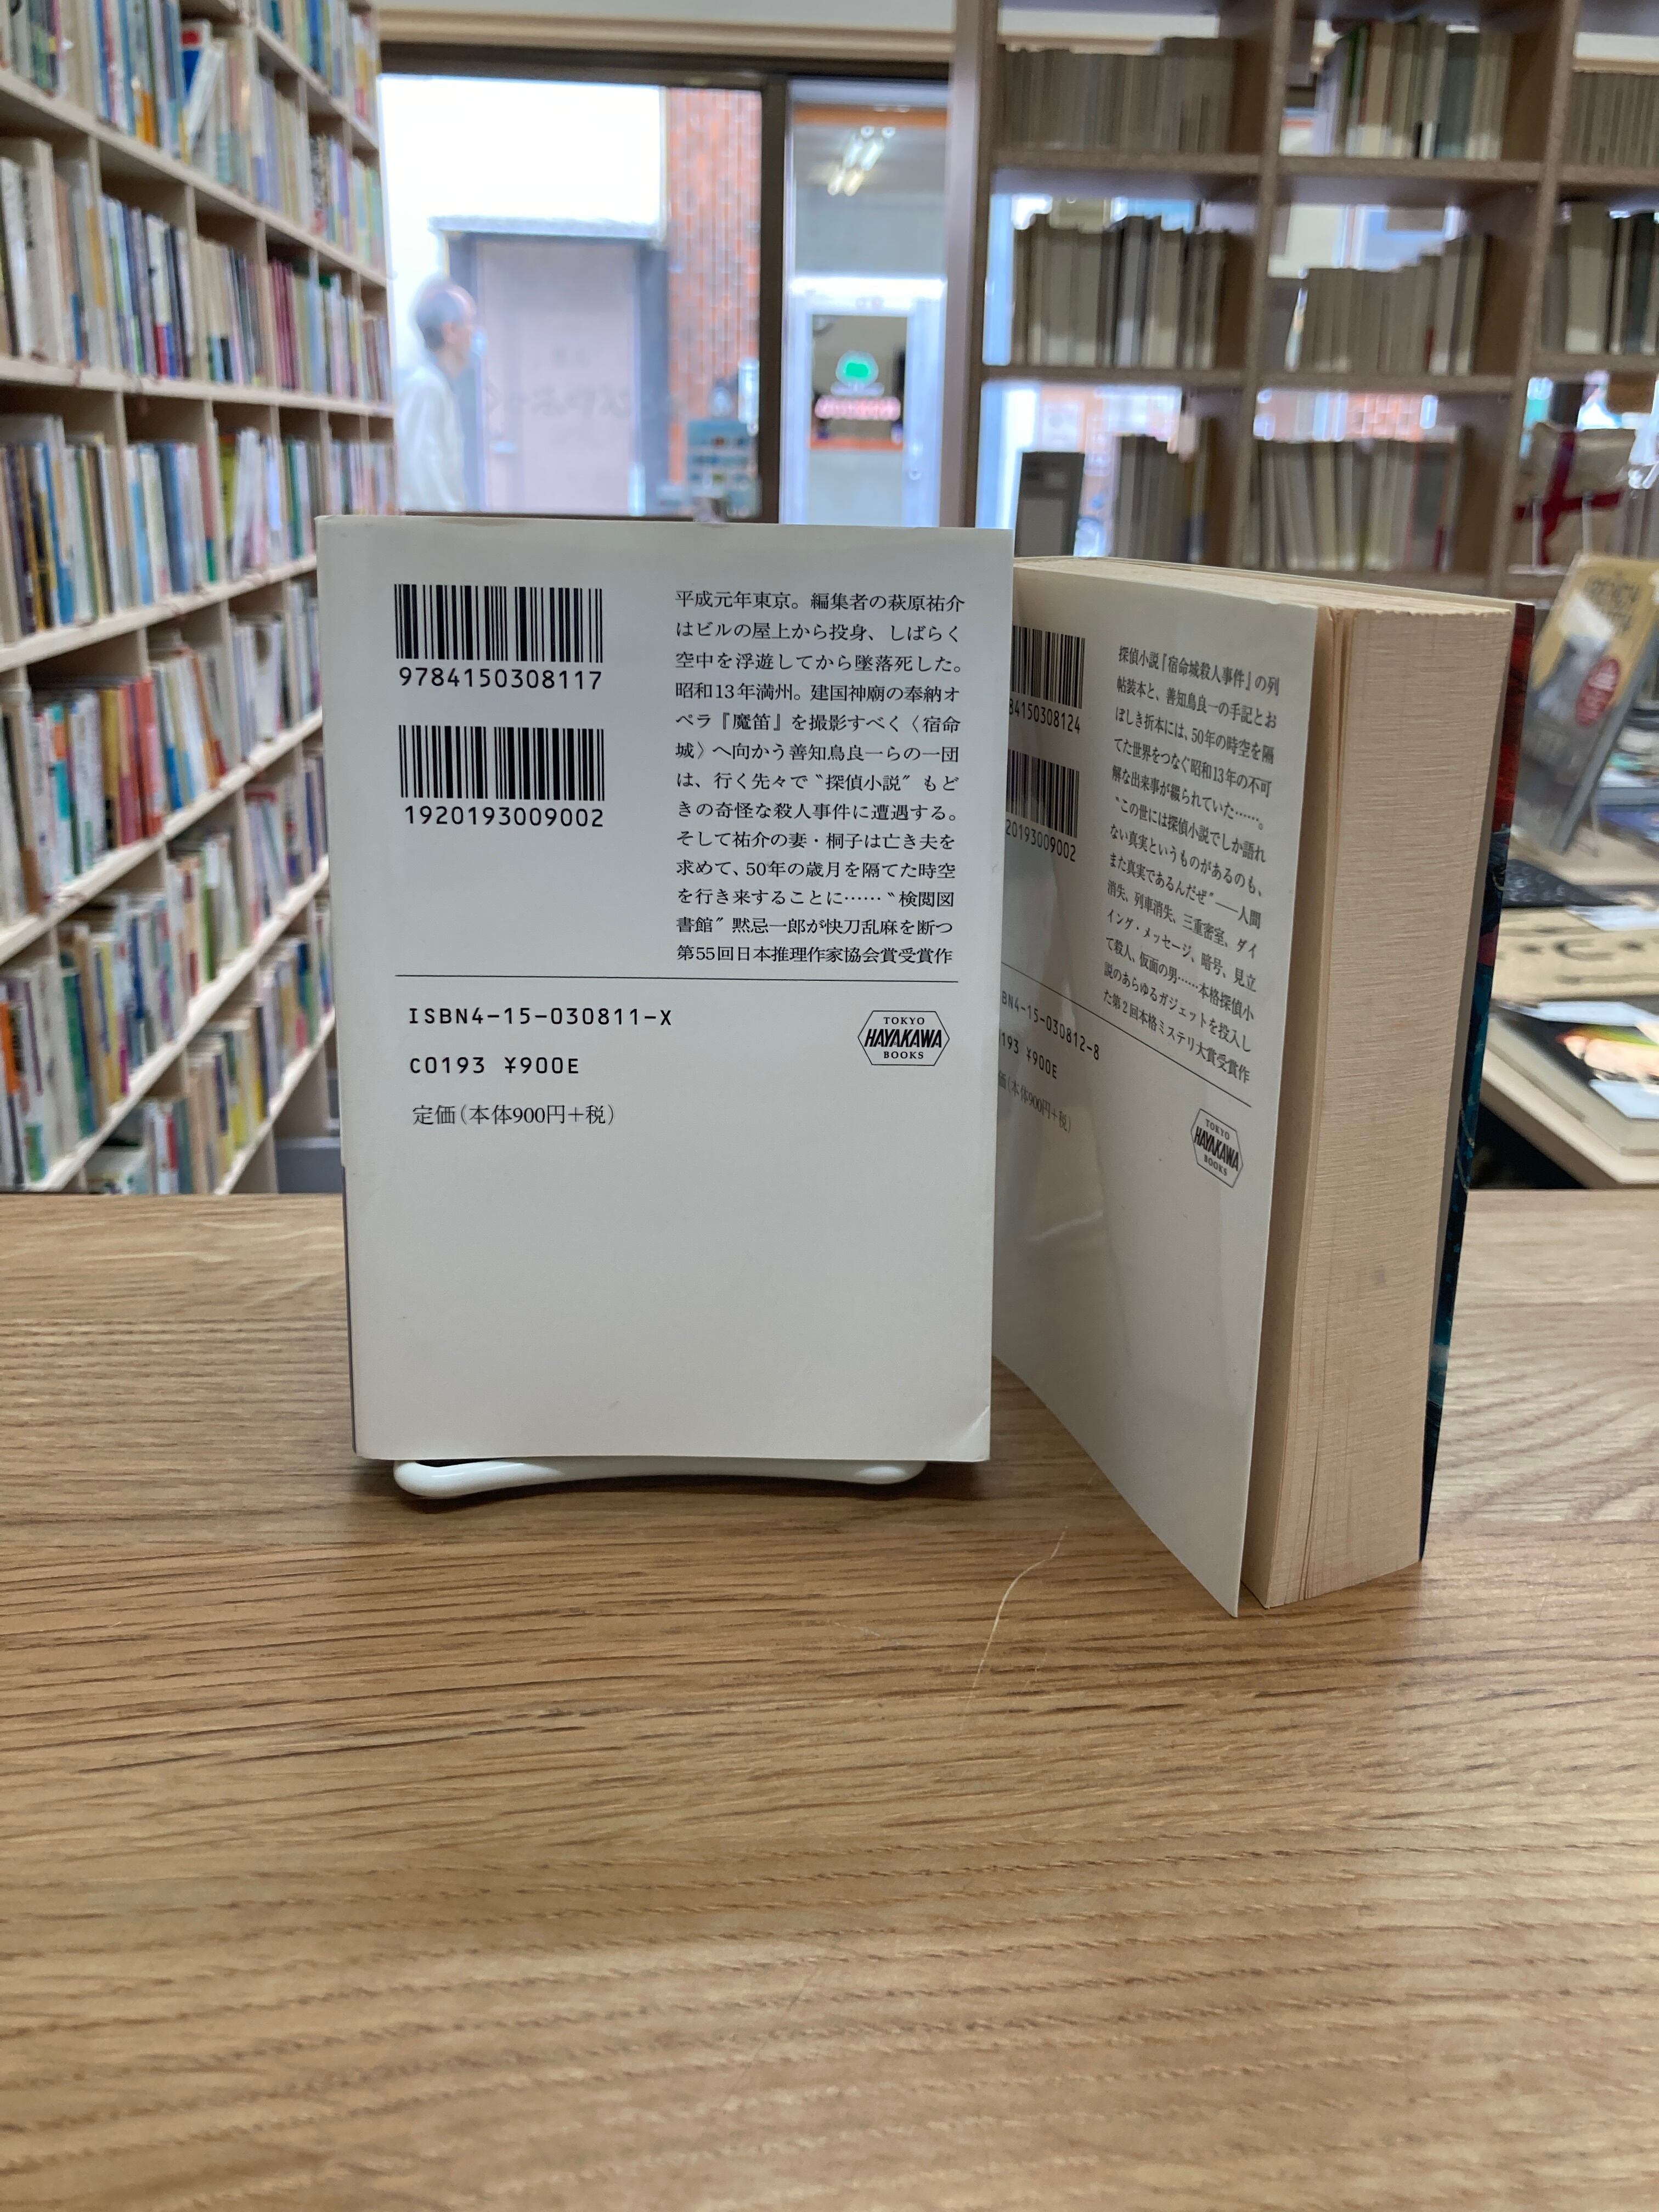 9784150308117
1920193009002
平成元年東京。編集者の萩原祐介
はビルの屋上から投身、しばらく
空中を浮遊してから墜落死した。
昭和13年満州。建国神廟の奉納オ
ペラ『魔笛』を撮影すべく〈宿命
城〉へ向かう善知鳥良一らの一団
は、行く先々で〝探偵小説〟もど
きの奇怪な殺人事件に遭遇する。
そして祐介の妻・桐子は亡き夫を
求めて、50年の歳月を隔てた時空
を行き来することに……〝検閲図
書館〟黙忌一郎が快刀乱麻を断つ
第55回日本推理作家協会賞受賞作
ISBN4-15-030811-X
C0193 ¥900E
定価(本体900円+税)
TOKYO
HAYAKAWA
BOOKS
84150308124
20193009002
探偵小説『宿命城殺人事件』の列
帖装本と、善知鳥良一の手記とお
ぼしき折本には、50年の時空を隔
てた世界をつなぐ昭和13年の不可
解な出来事が綴られていた……。
〝この世には探偵小説でしか語れ
ない真実というものがあるのも、
また真実であるんだぜ〟――人間
消失、列車消失、三重密室、ダイ
イング・メッセージ、暗号、見立
て殺人、仮面の男……本格探偵小
説のあらゆるガジェットを投入し
た第2回本格ミステリ大賞受賞作
BN4-15-030812-8
193 ¥900E
価(本体900円+税)
TOKYO
HAYAKAWA
BOOKS